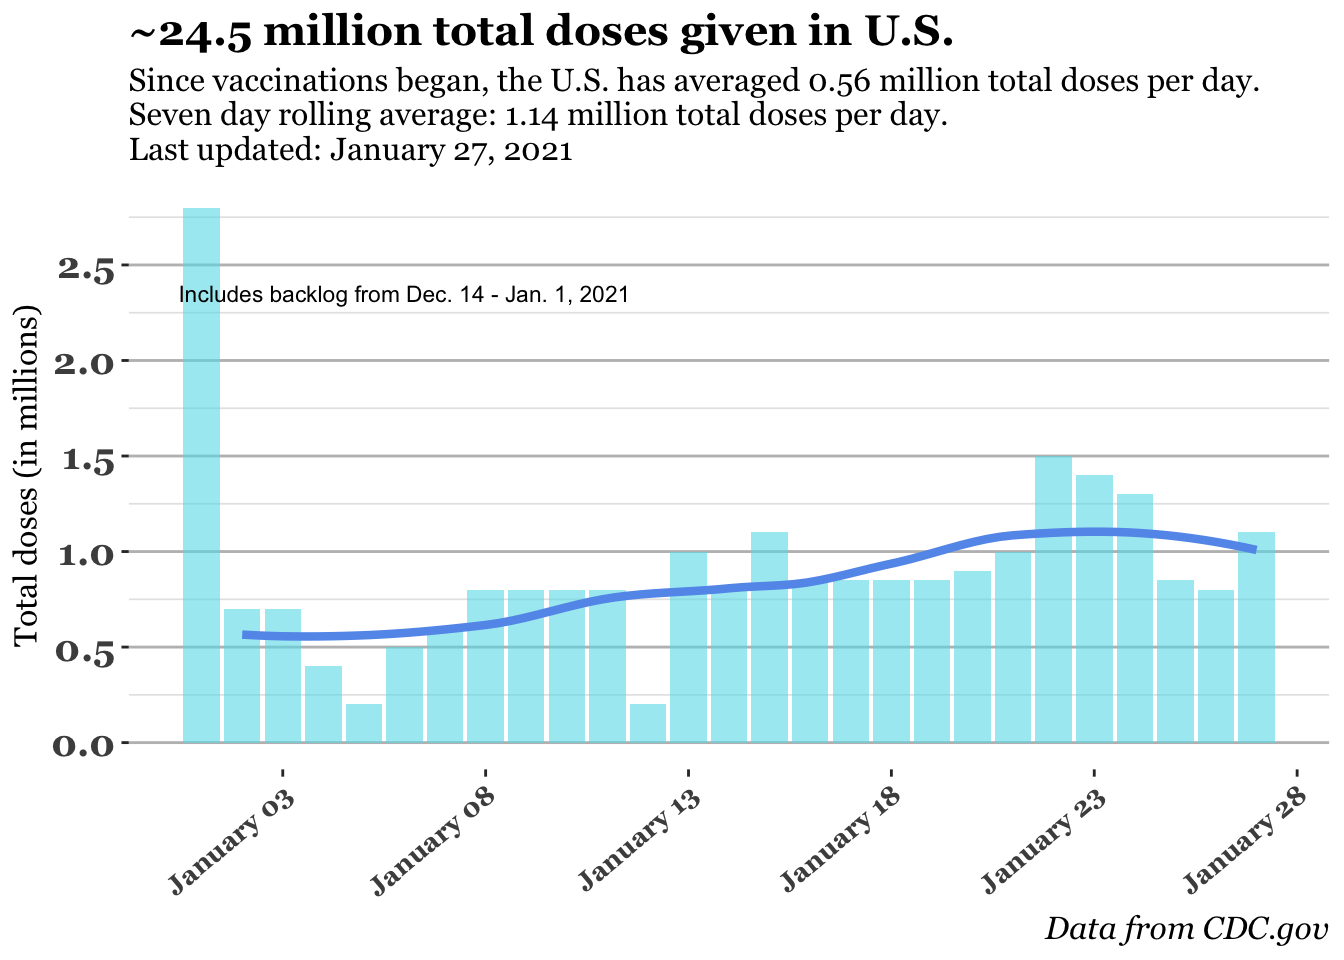 ~24.5 million total doses given in U.S.
Since vaccinations began, the U.S. has averaged 0.56 million total doses per day.
Seven day rolling average: 1.14 million total doses per day.
Last updated: January 27, 2021
Total doses (in millions)
2.5
Includes backlog from Dec. 14 - Jan. 1, 2021
2.0
1.5
1.0
0.5
0.0
January 03
January 08
January 13
January 18
January 23
January 28
Data from CDC.gov